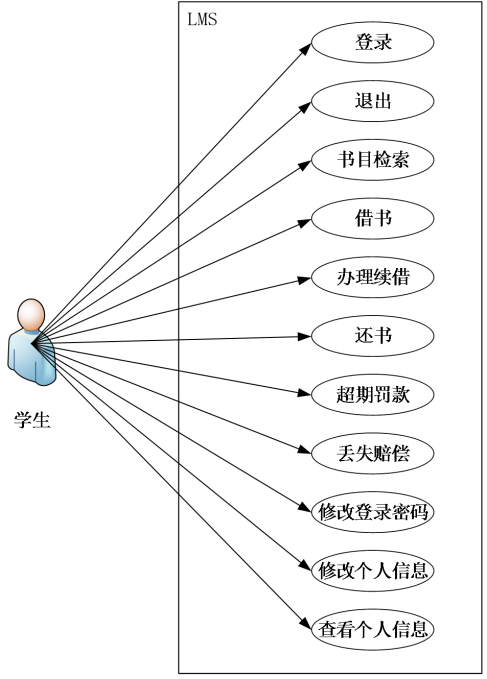 LMS
登录
退出
书目检索
借书
办理续借
还书
超期罚款
学生
丢失赔偿
修改登录密码
修改个人信息
查看个人信息